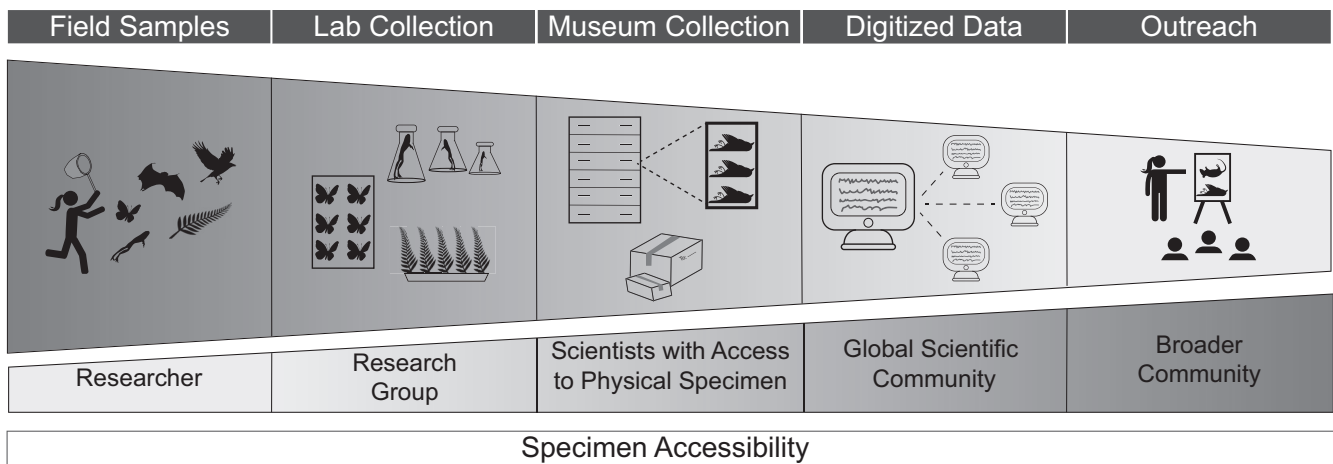 Field Samples
Lab Collection
Museum Collection
Digitized Data
Outreach
Researcher
Research
Group
Scientists with Access
to Physical Specimen
Global Scientific
Community
Broader
Community
Specimen Accessibility